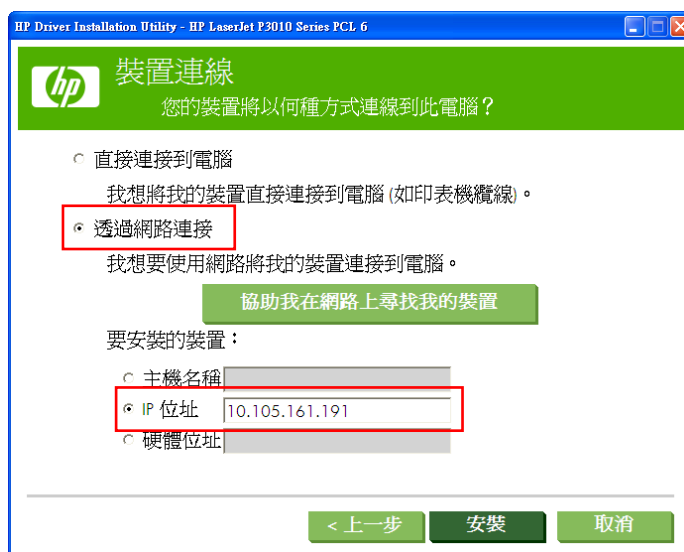 HP Driver Installation Utility - HP LaserJet P3010 Series PCL 6
hp
裝置連線
您的裝置將以何種方式連線到此電腦？
直接連接到電腦
我想將我的裝置直接連接到電腦 (如印表機纜線)。
透過網路連接
我想要使用網路將我的裝置連接到電腦。
協助我在網路上尋找我的裝置
要安裝的裝置：
主機名稱
IP 位址 10.105.161.191
硬體位址
< 上一步 安裝 取消